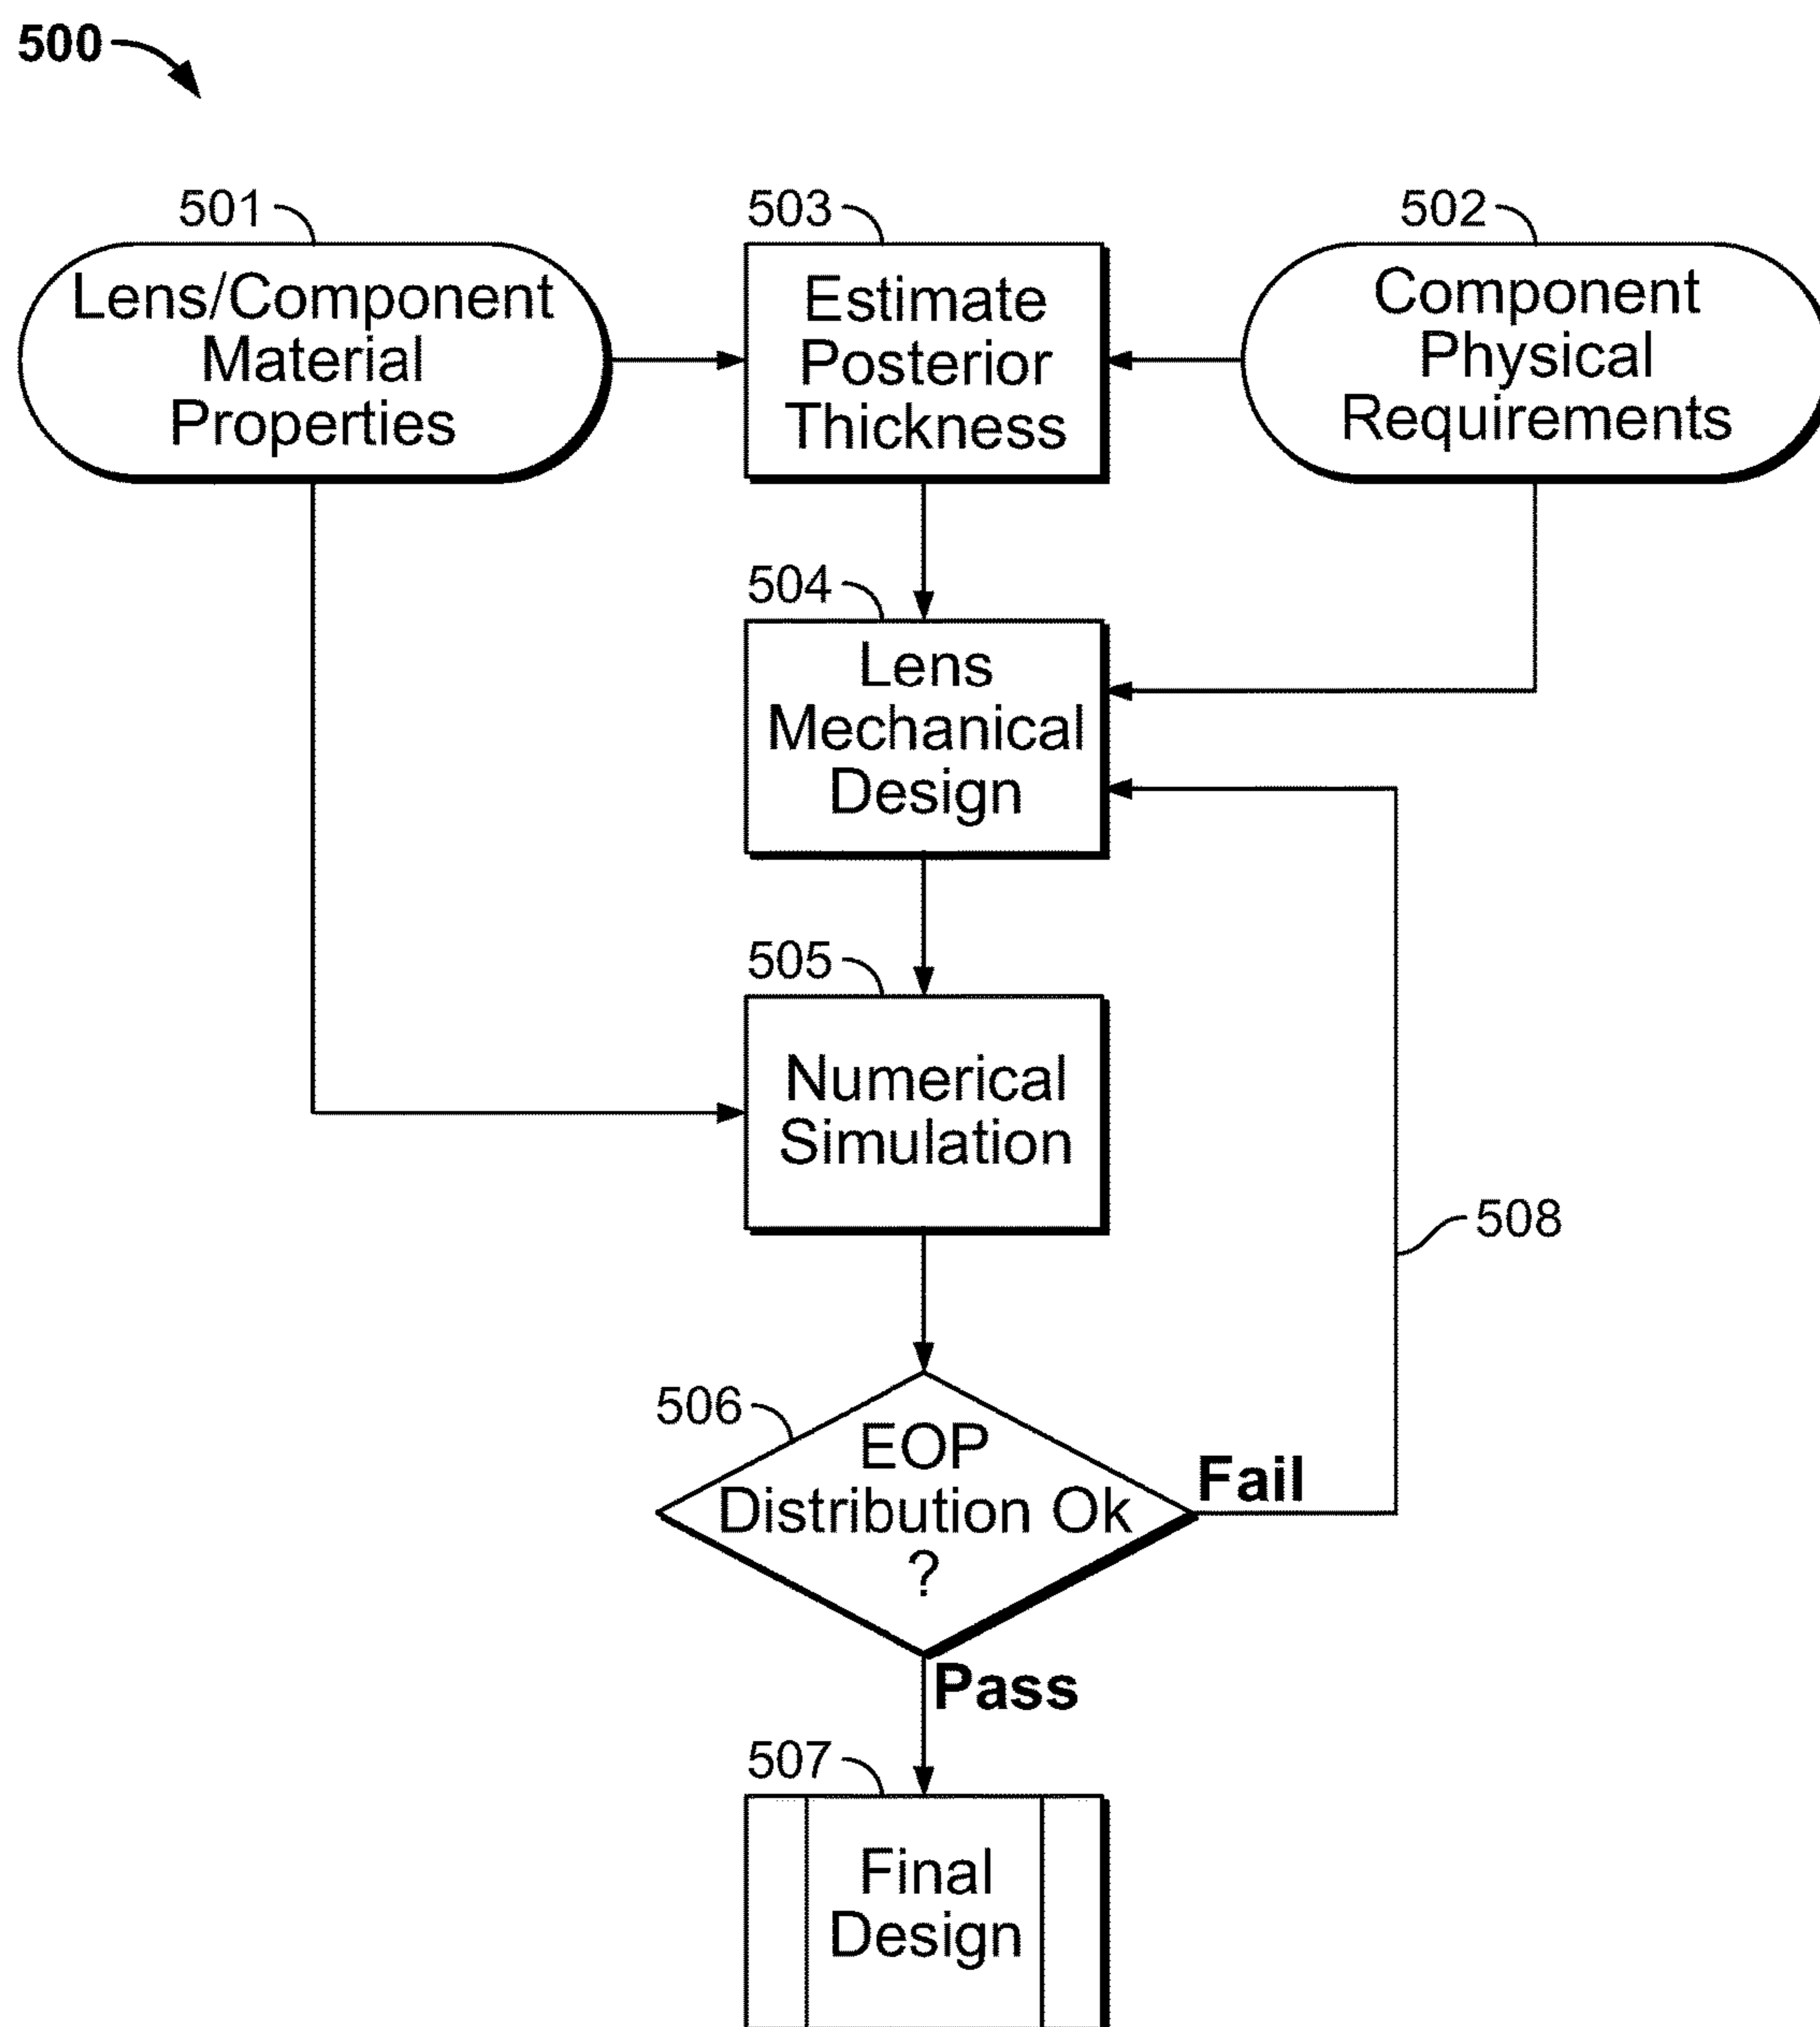 500
501
Lens/Component
Material
Properties
503
Estimate
Posterior
Thickness
502
Component
Physical
Requirements
504
Lens
Mechanical
Design
505
Numerical
Simulation
508
506
EOP
Distribution Ok
?
Fail
Pass
507
Final
Design